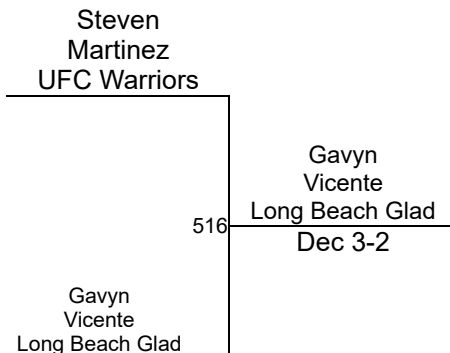 Steven
Martinez
UFC Warriors
Gavyn
Vicente
Long Beach Glad
516
Dec 3-2
Gavyn
Vicente
Long Beach Glad